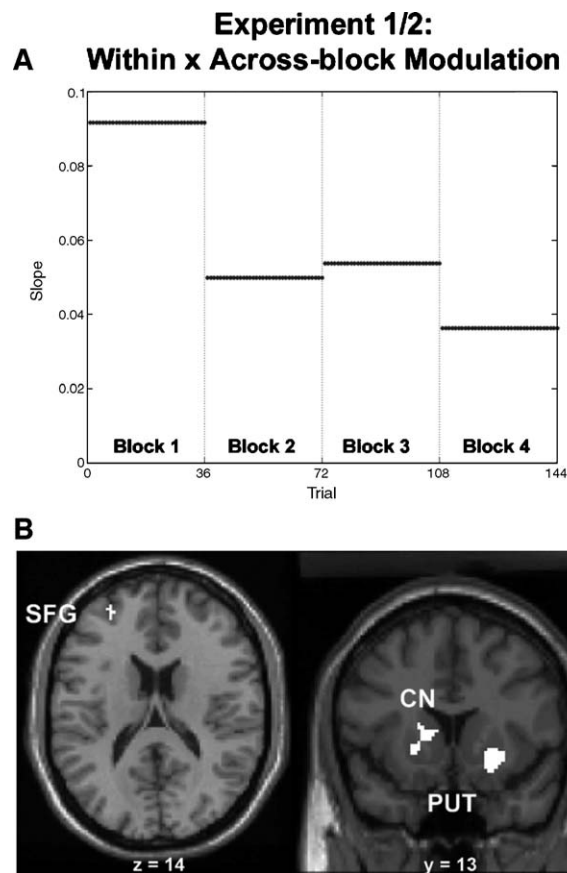 Experiment 1/2:
Within x Across-block Modulation
A
0.1
0.08
0.06
0.04
0.02
0
Slope
Block 1 Block 2 Block 3 Block 4
0 36 72 108 144
Trial
B
SFG
CN
PUT
z = 14
y = 13